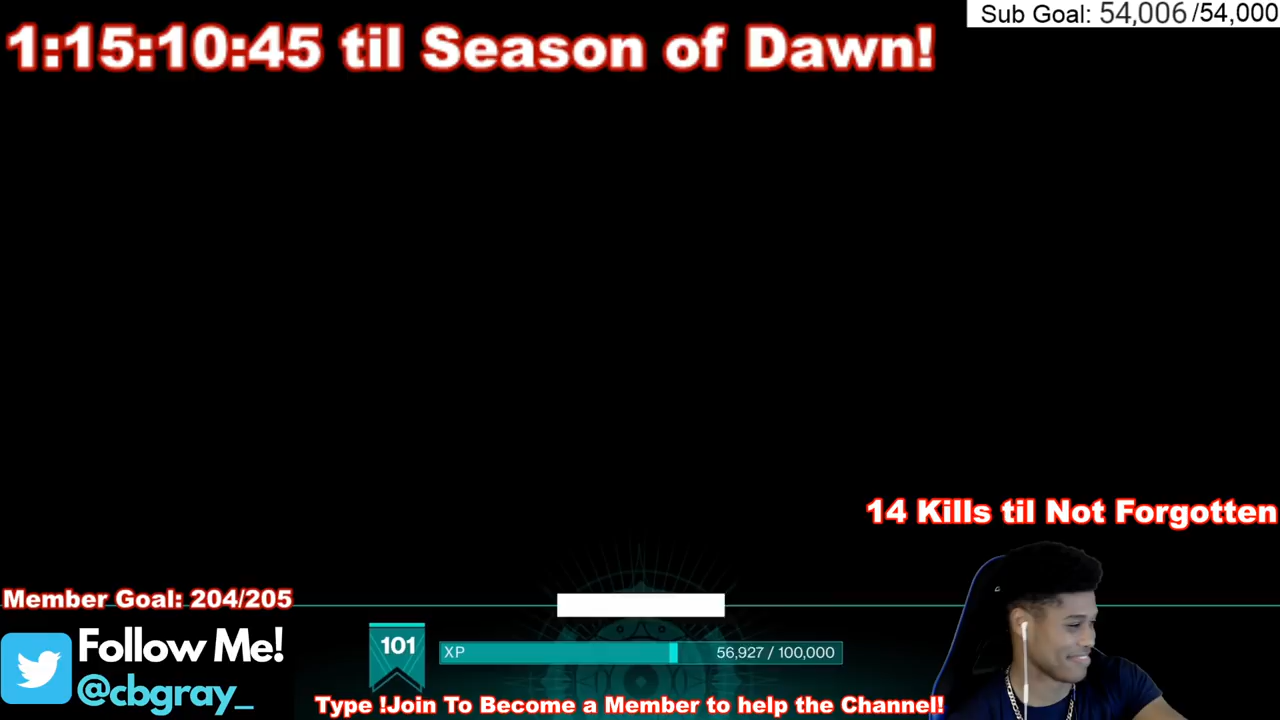 Sub Goal: 54,006/54,000
1:15:10:45 til Season of Dawn!
14 Kills til Not Forgotten
Member Goal: 204/205
Follow Me!
@cbgray_
101
XP
56,927 / 100,000
Type !Join To Become a Member to help the Channel!